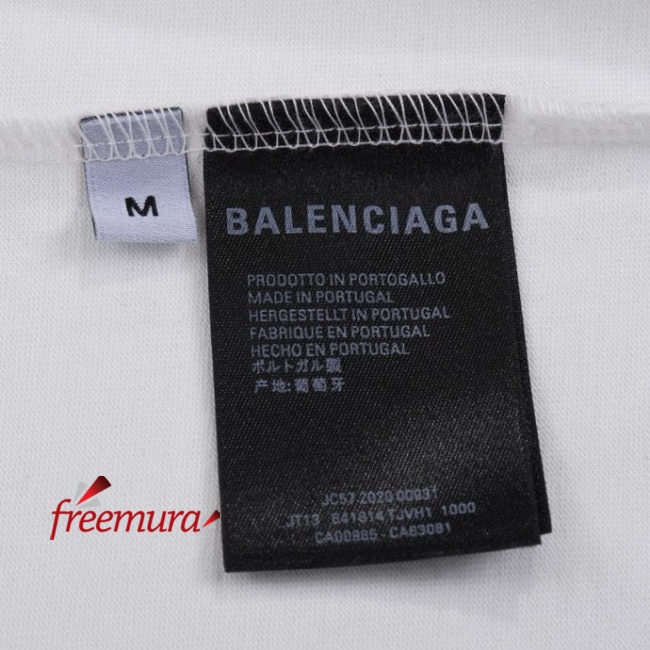 M
BALENCIAGA
PRODOTTO IN PORTOGALLO
MADE IN PORTUGAL
HERGESTELLT IN PORTUGAL
FABRIQUE EN PORTUGAL
HECHO EN PORTUGAL
ポルトガル製
产地:葡萄牙
JC57 2020 00931
JT13 641614 TJVH1 1000
CA00885 - CA63081
freemura